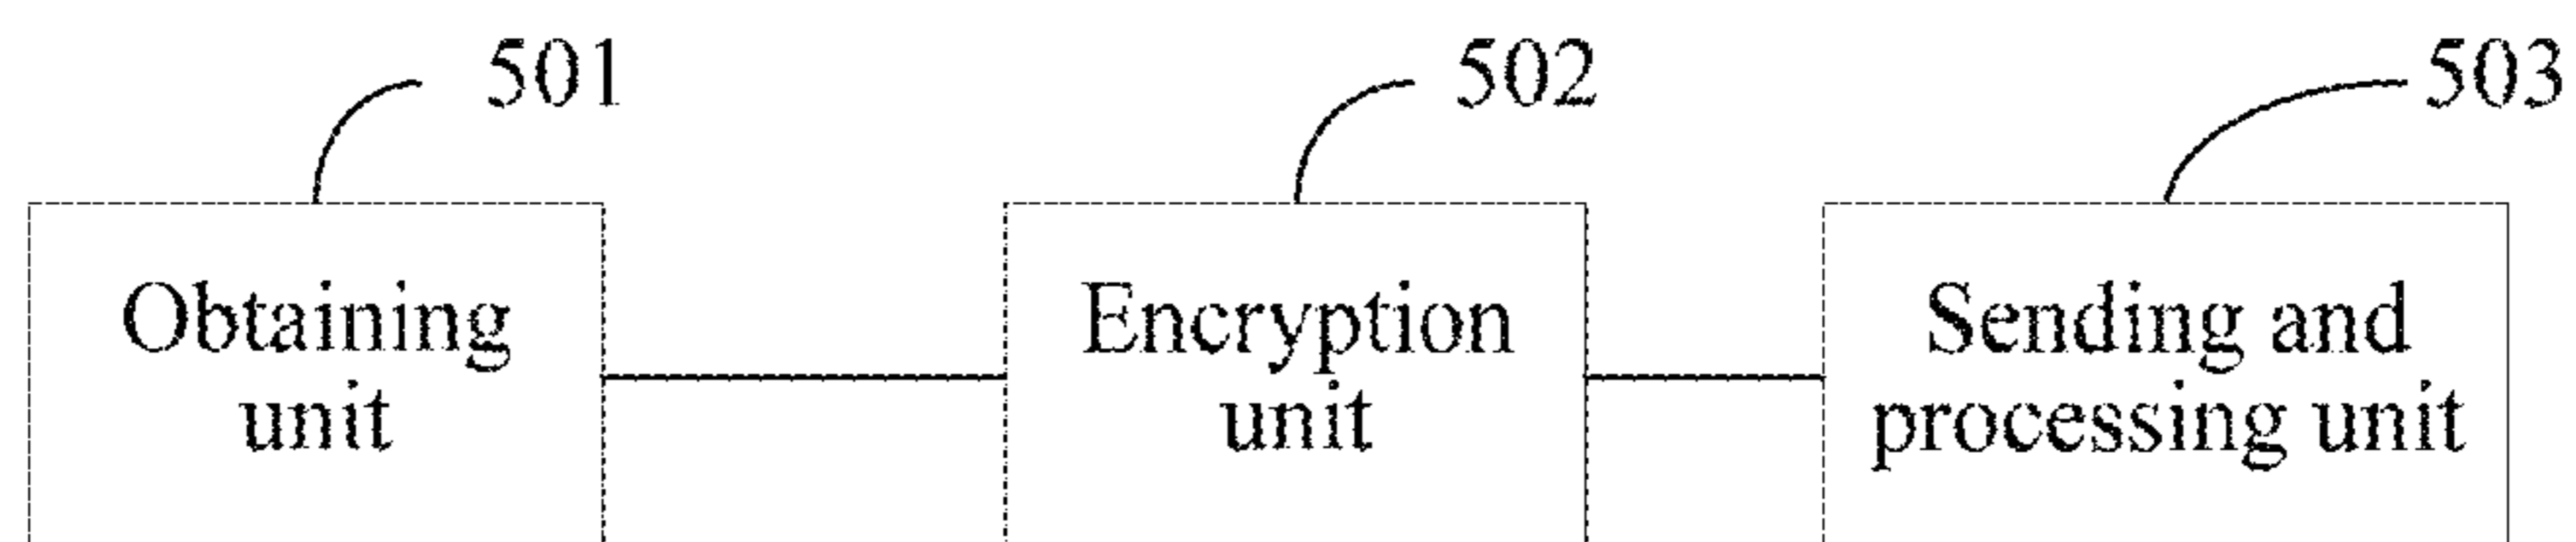 501
502
503
Obtaining
unit
Encryption
unit
Sending and
processing unit